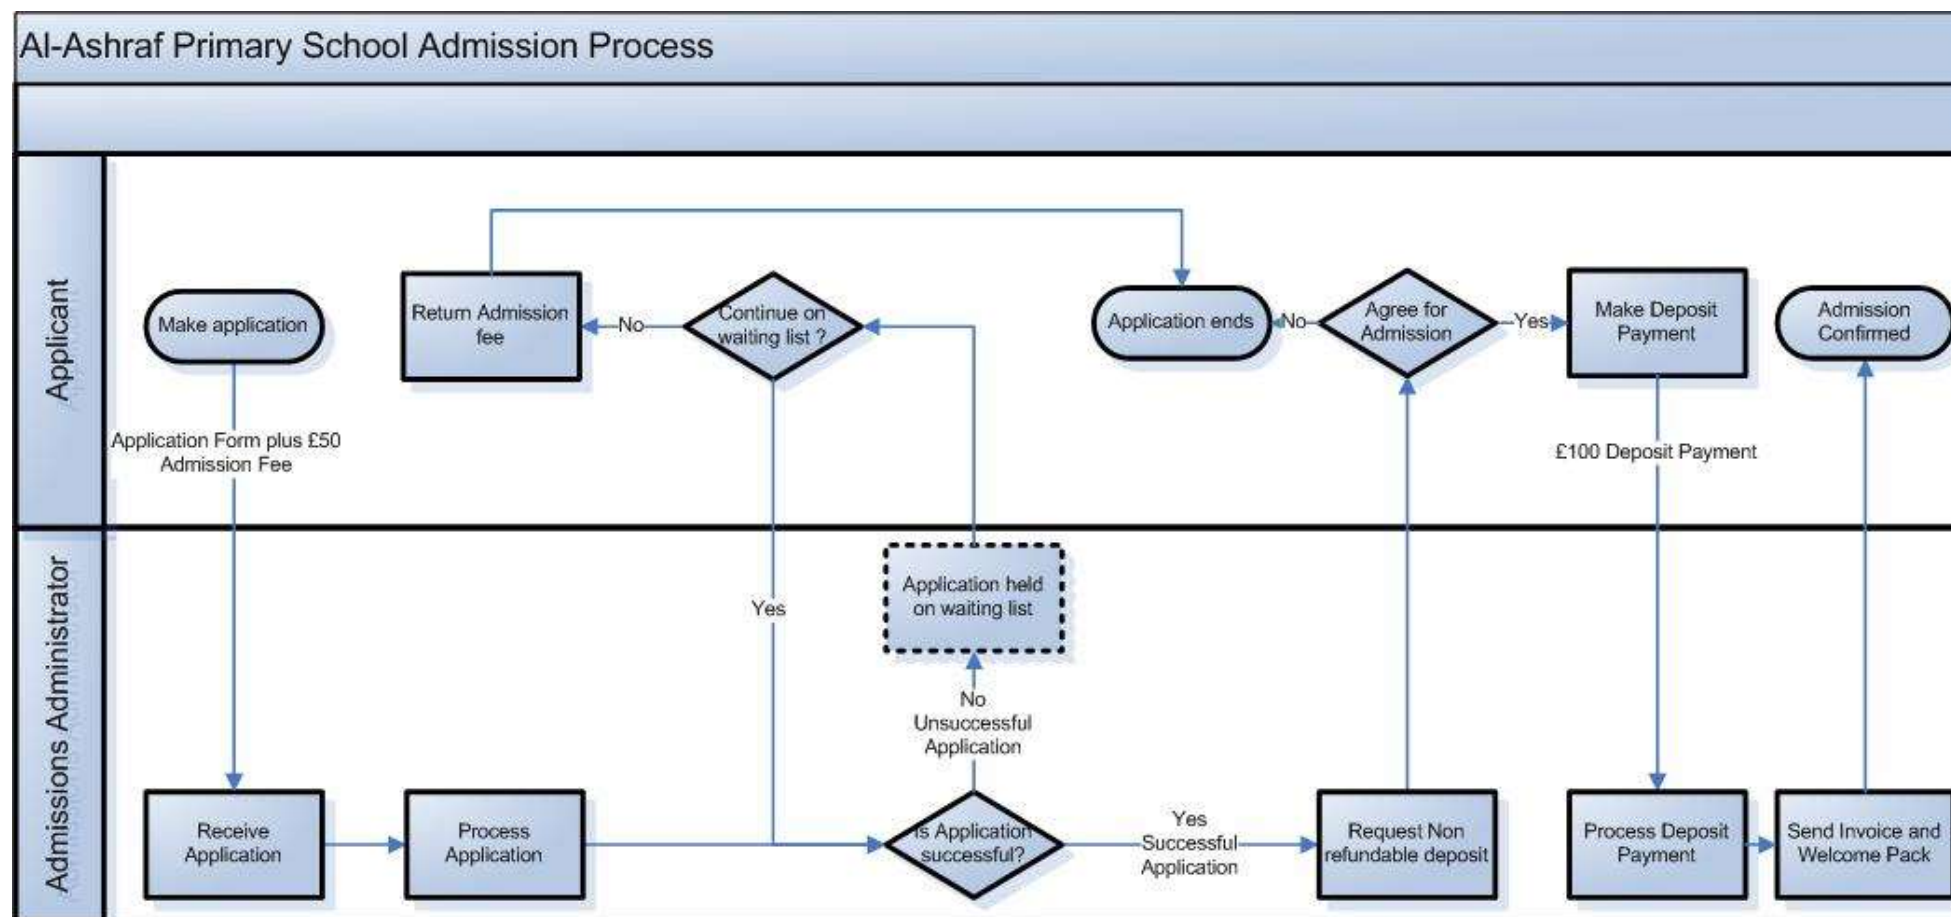 Al-Ashraf Primary School Admission Process
Applicant
Make application
Return Admission
fee
No
Continue on
waiting list ?
Application ends
No
Agree for
Admission
Yes
Make Deposit
Payment
Admission
Confirmed
Application Form plus £50
Admission Fee
£100 Deposit Payment
Admissions Administrator
Yes
Application held
on waiting list
No
Unsuccessful
Application
Receive
Application
Process
Application
Is Application
successful?
Yes
Successful
Application
Request Non
refundable deposit
Process Deposit
Payment
Send Invoice and
Welcome Pack